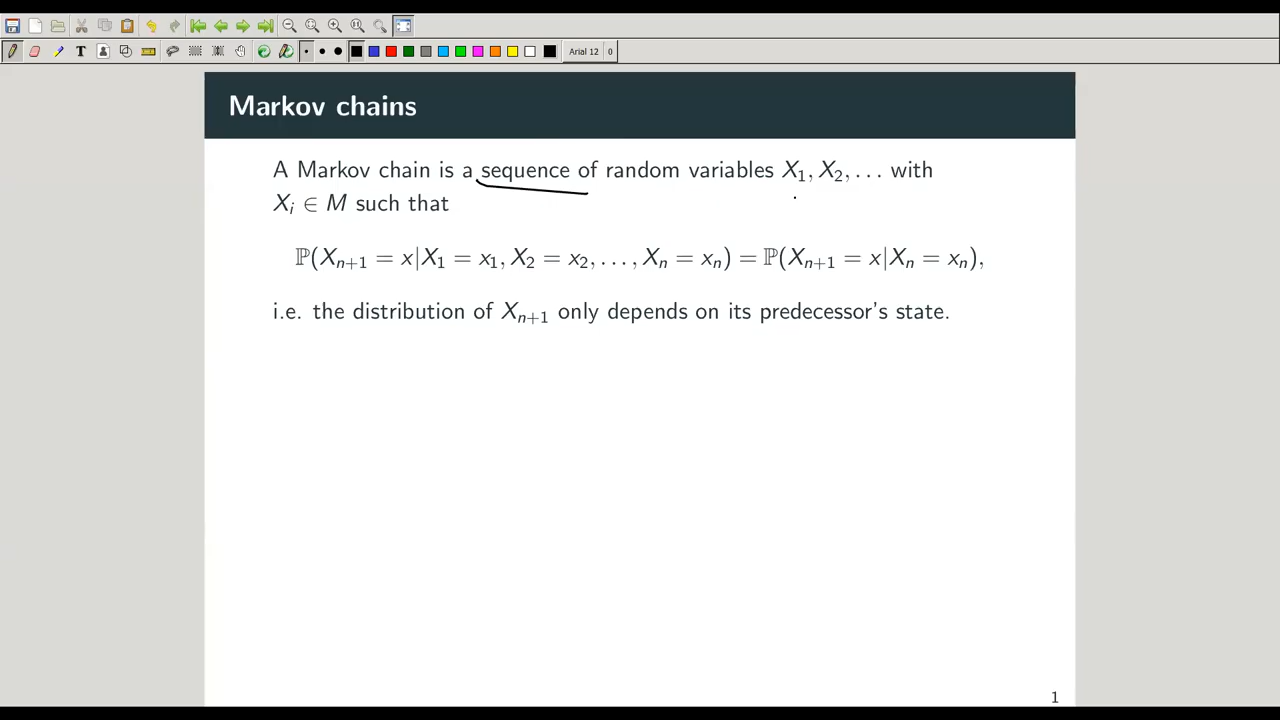 T
Arial 12 0
Markov chains
A Markov chain is a sequence of random variables X₁, X₂, . . . with
Xᵢ ∈ M such that
ℙ(Xₙ₊₁ = x|X₁ = x₁, X₂ = x₂, . . . , Xₙ = xₙ) = ℙ(Xₙ₊₁ = x|Xₙ = xₙ),
i.e. the distribution of Xₙ₊₁ only depends on its predecessor's state.
1